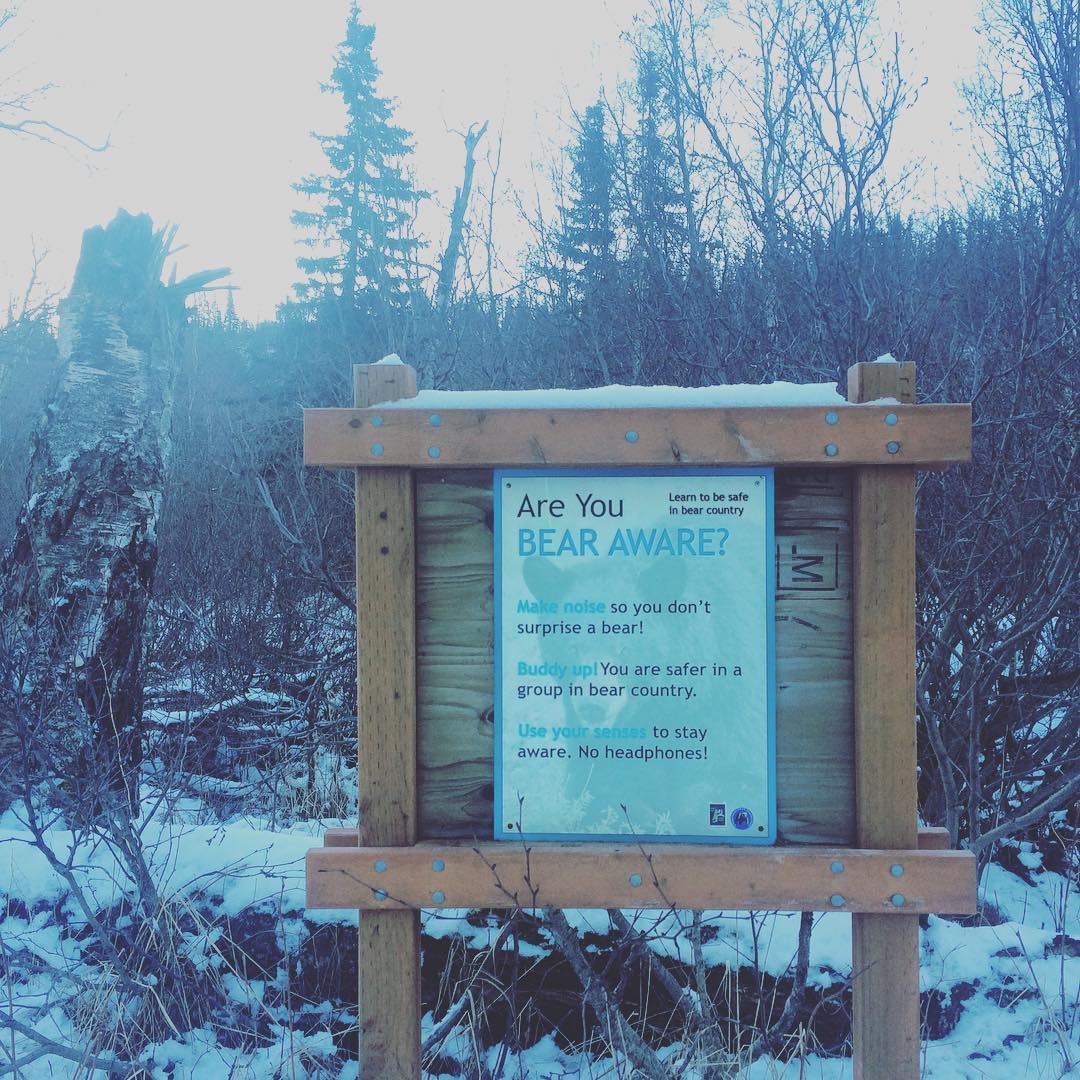 Are You
Learn to be safe
in bear country
BEAR AWARE?
Make noise so you don't
surprise a bear!
Buddy up! You are safer in a
group in bear country.
Use your senses to stay
aware. No headphones!